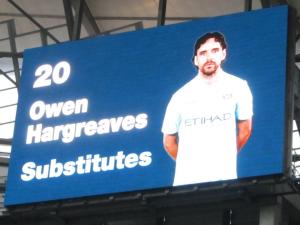 20
Owen
Hargreaves
Substitutes
ETIHAD